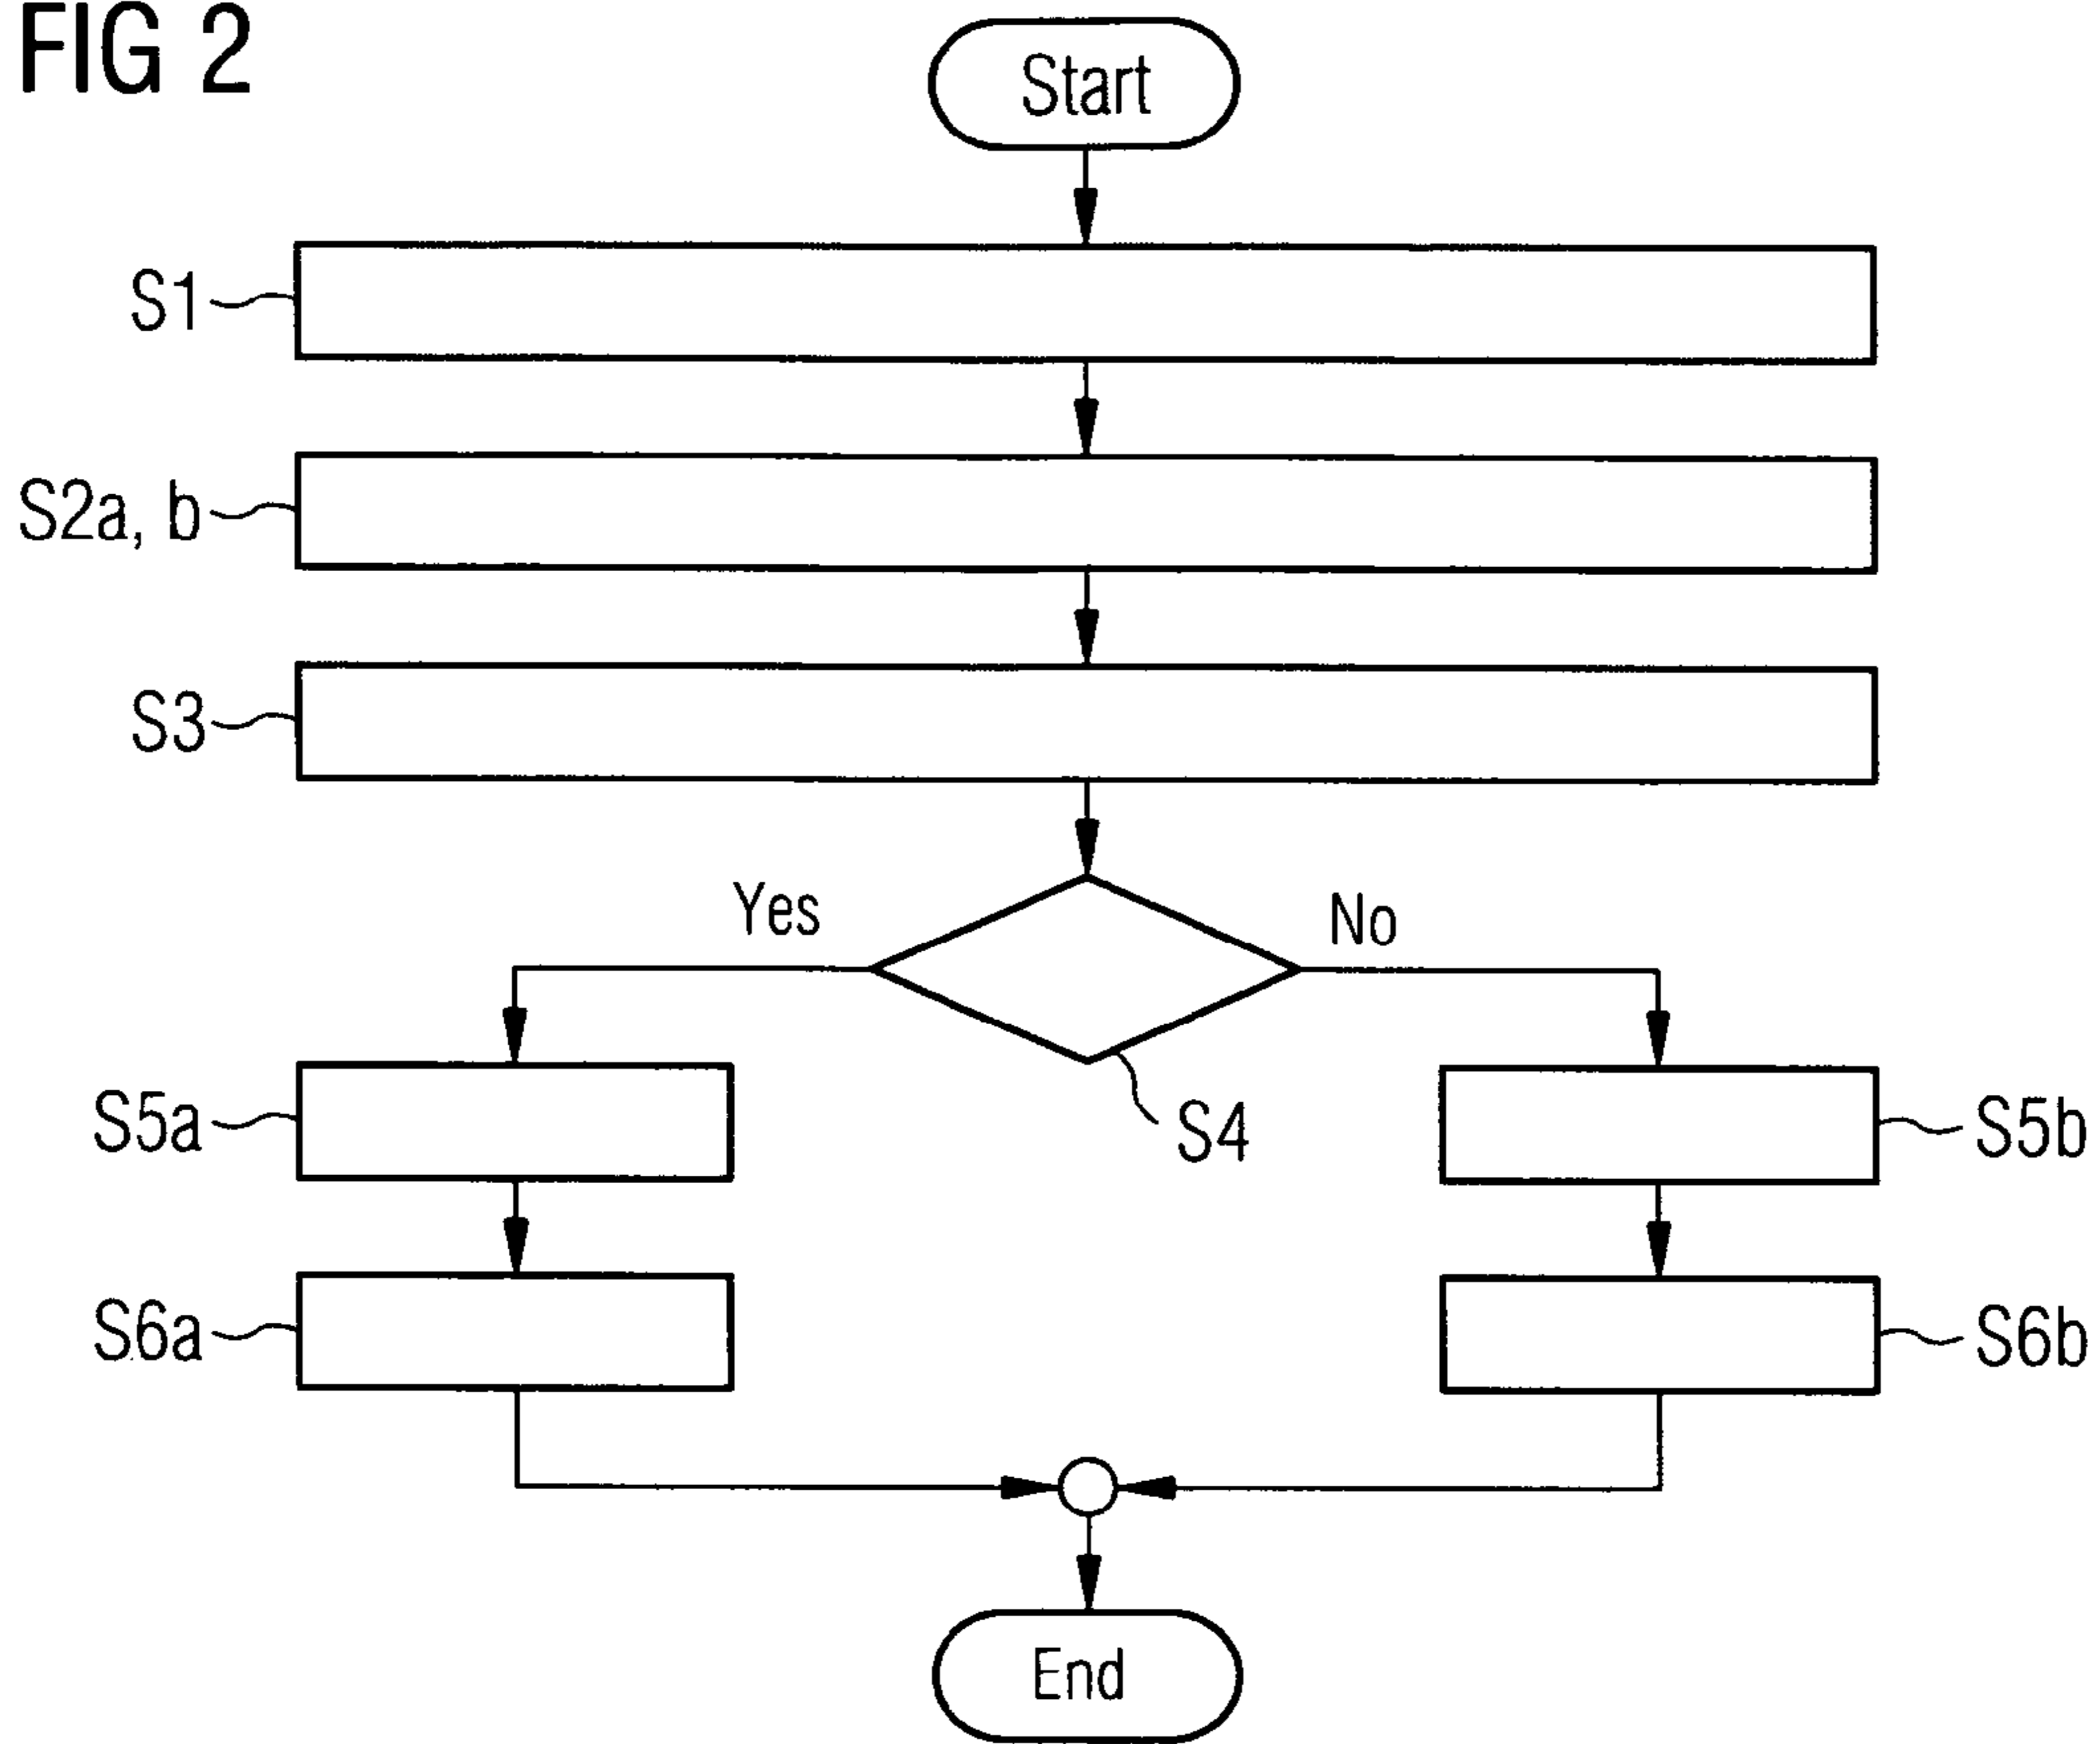 FIG 2
Start
S1
S2a, b
S3
Yes
No
S5a
S4
S5b
S6a
S6b
End